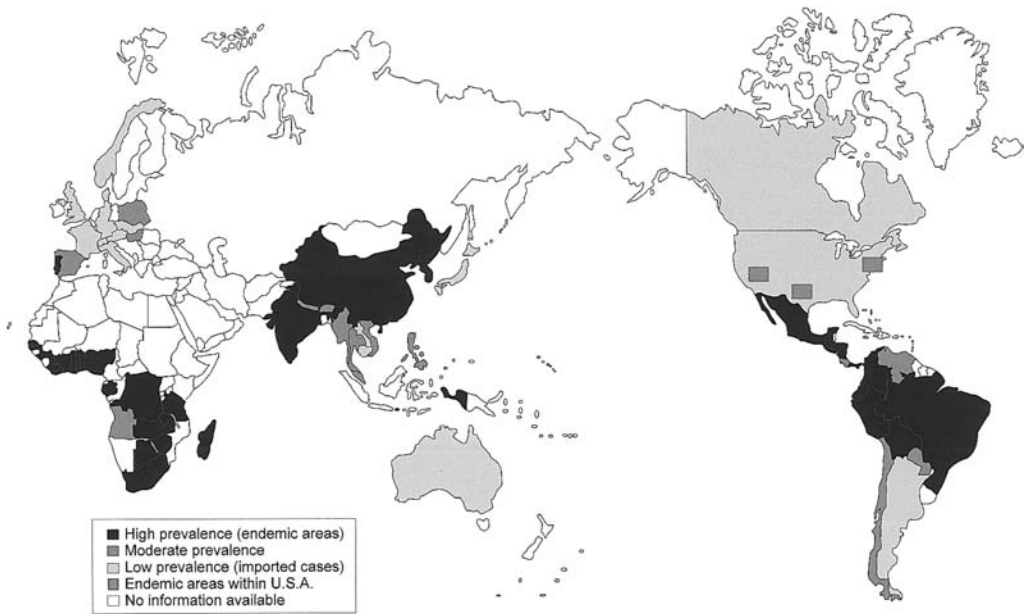 High prevalence (endemic areas)
Moderate prevalence
Low prevalence (imported cases)
Endemic areas within U.S.A.
No information available